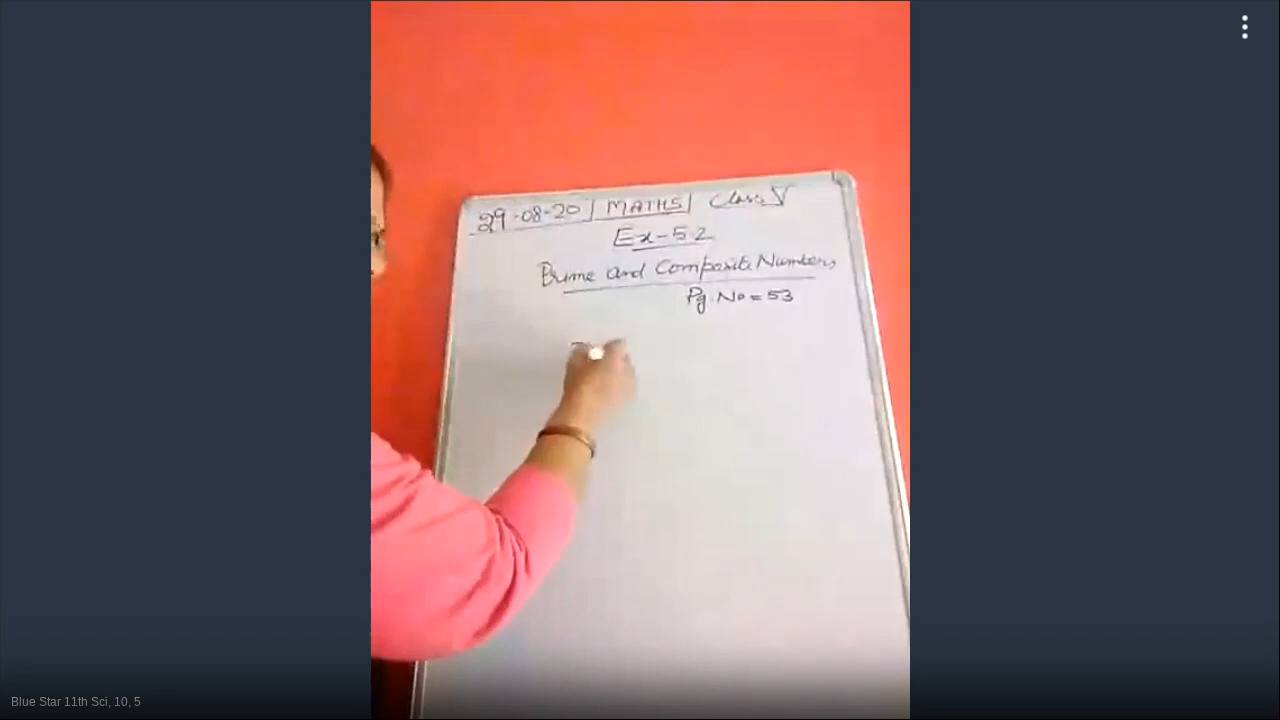 29-08-20 | MATHS | Class V
Ex-5.2
Prime and Composite Numbers
Pg. No = 53
Blue Star 11th Sci, 10, 5